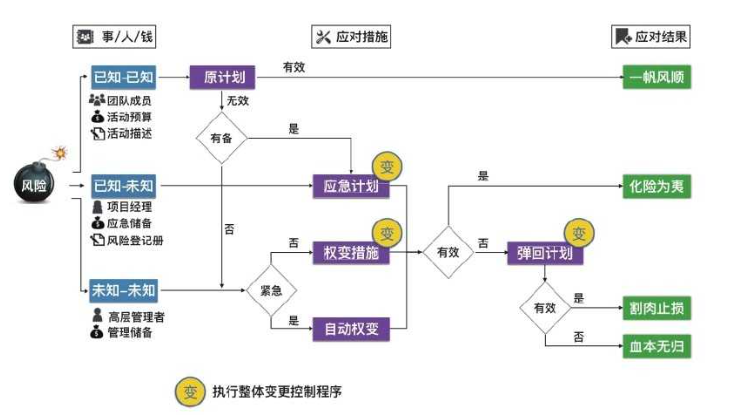 事/人/钱
应对措施
应对结果
已知-已知
原计划
有效
一帆风顺
团队成员
活动预算
活动描述
无效
有备
是
变
风险
已知-未知
应急计划
是
化险为夷
项目经理
应急储备
风险登记册
否
否
变
权变措施
有效
否
变
弹回计划
未知-未知
紧急
高层管理者
管理储备
是
自动权变
有效
是
割肉止损
否
血本无归
变
执行整体变更控制程序